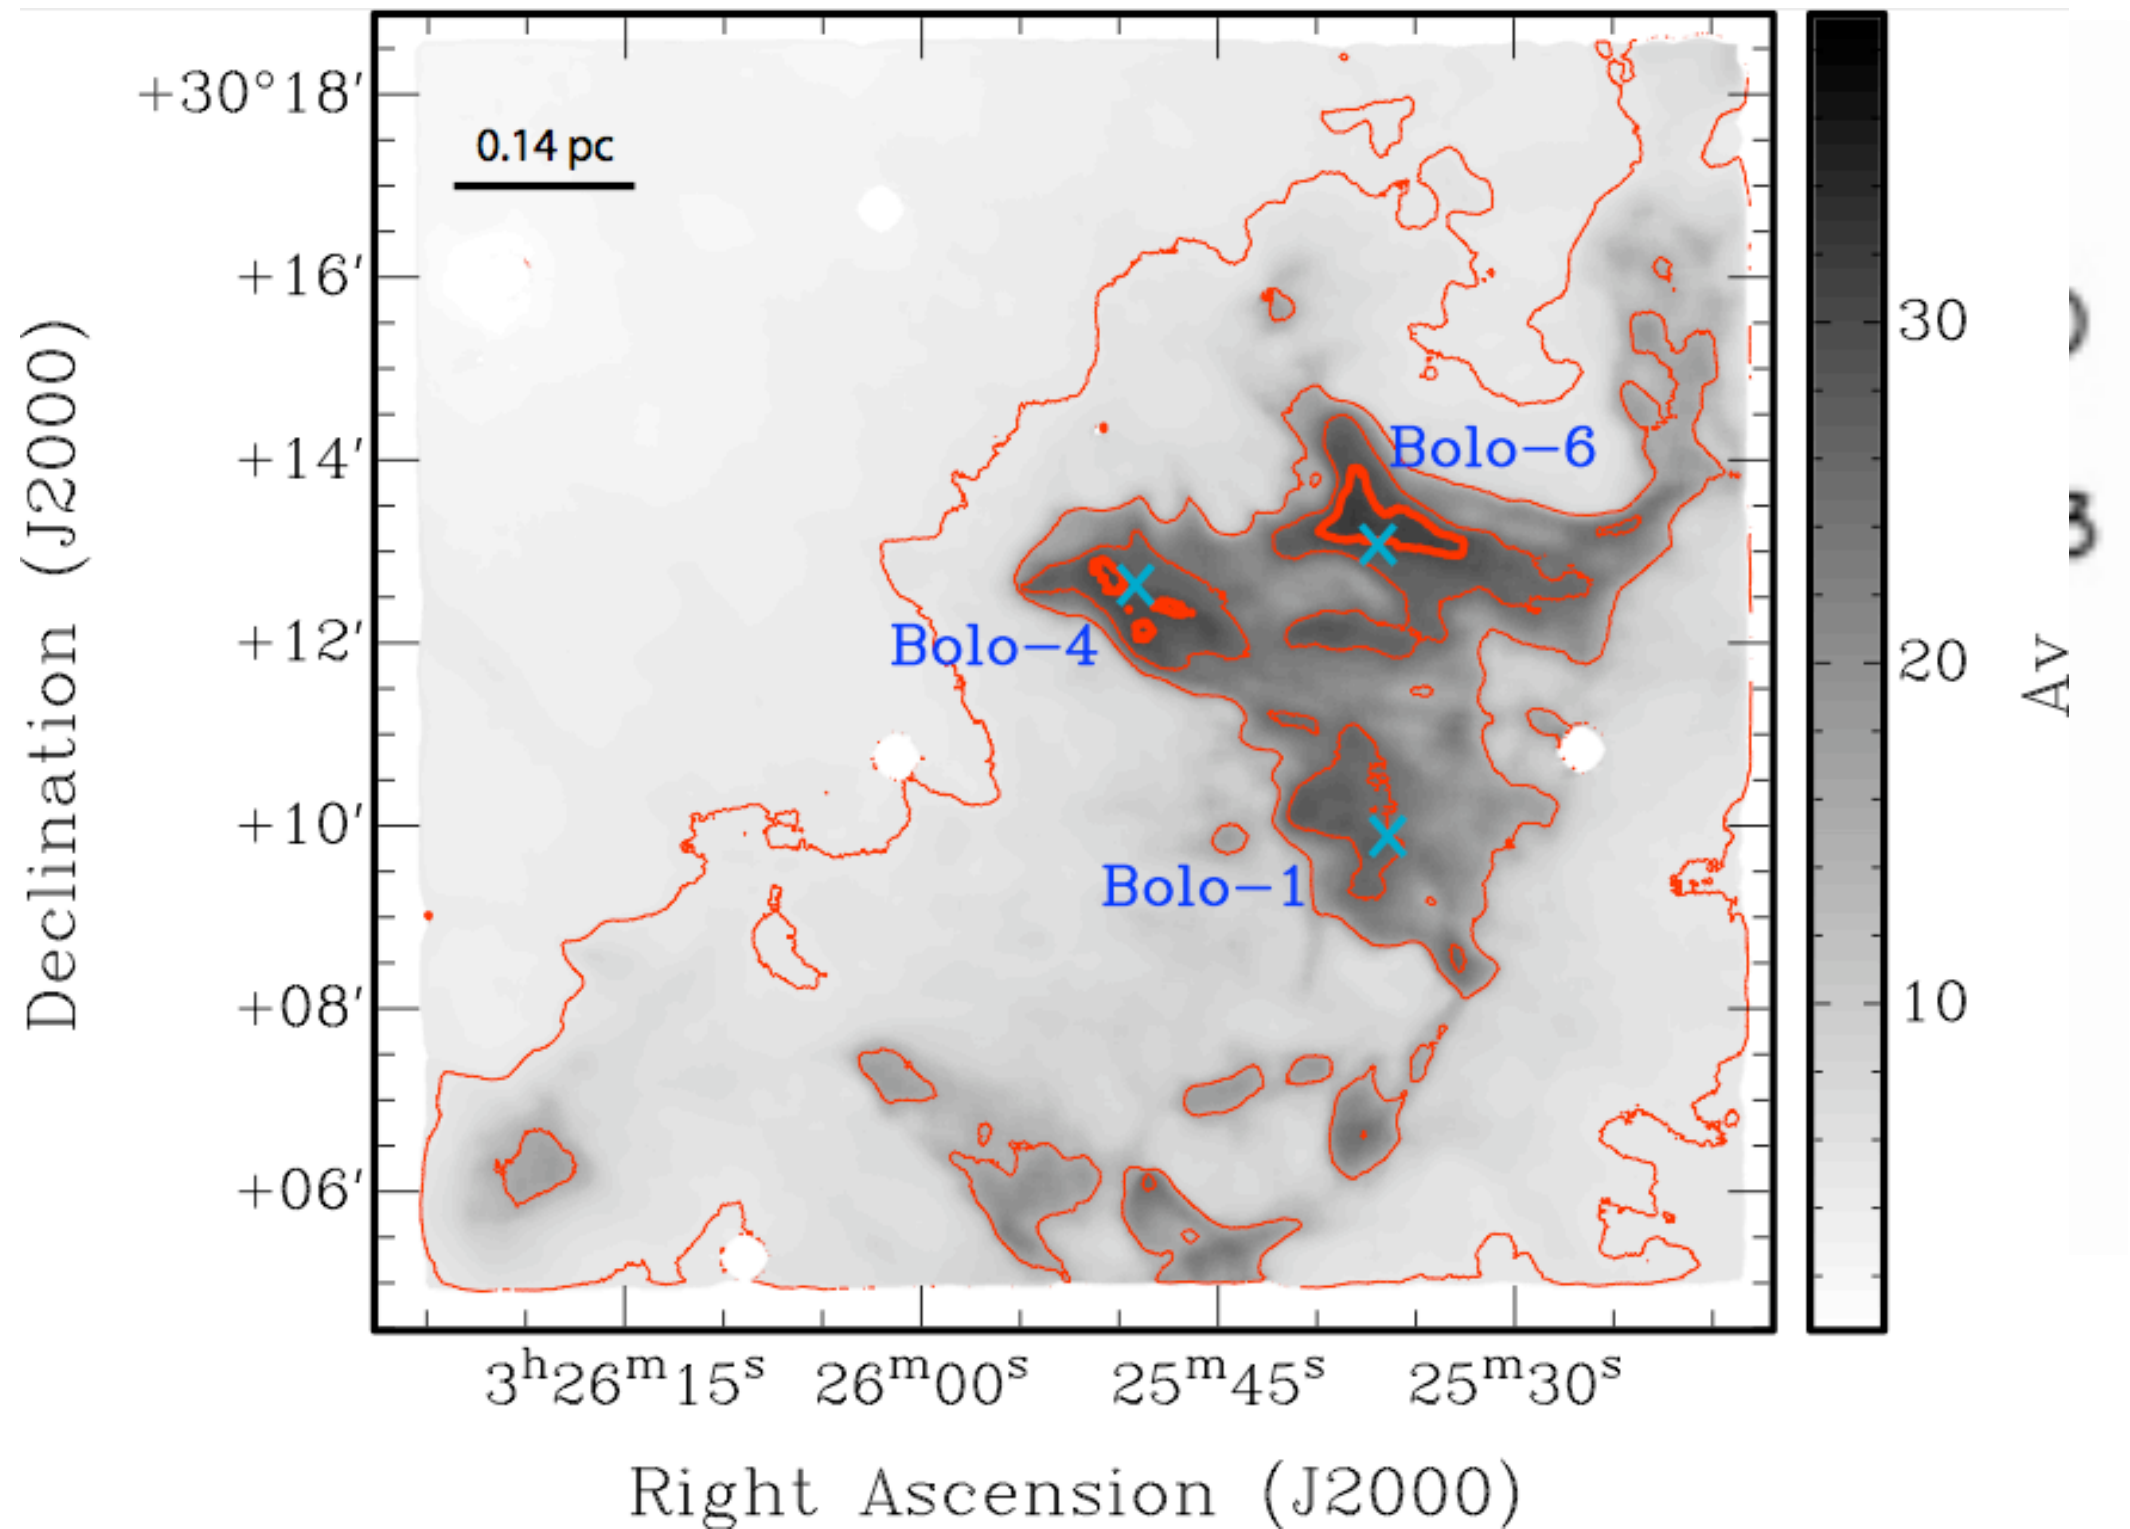 +30°18′
0.14 pc
+16′
+14′
+12′
+10′
+08′
+06′
Bolo−6
Bolo−4
Bolo−1
30
20
10
Av
Declination (J2000)
3ʰ26ᵐ15ˢ 26ᵐ00ˢ 25ᵐ45ˢ 25ᵐ30ˢ
Right Ascension (J2000)